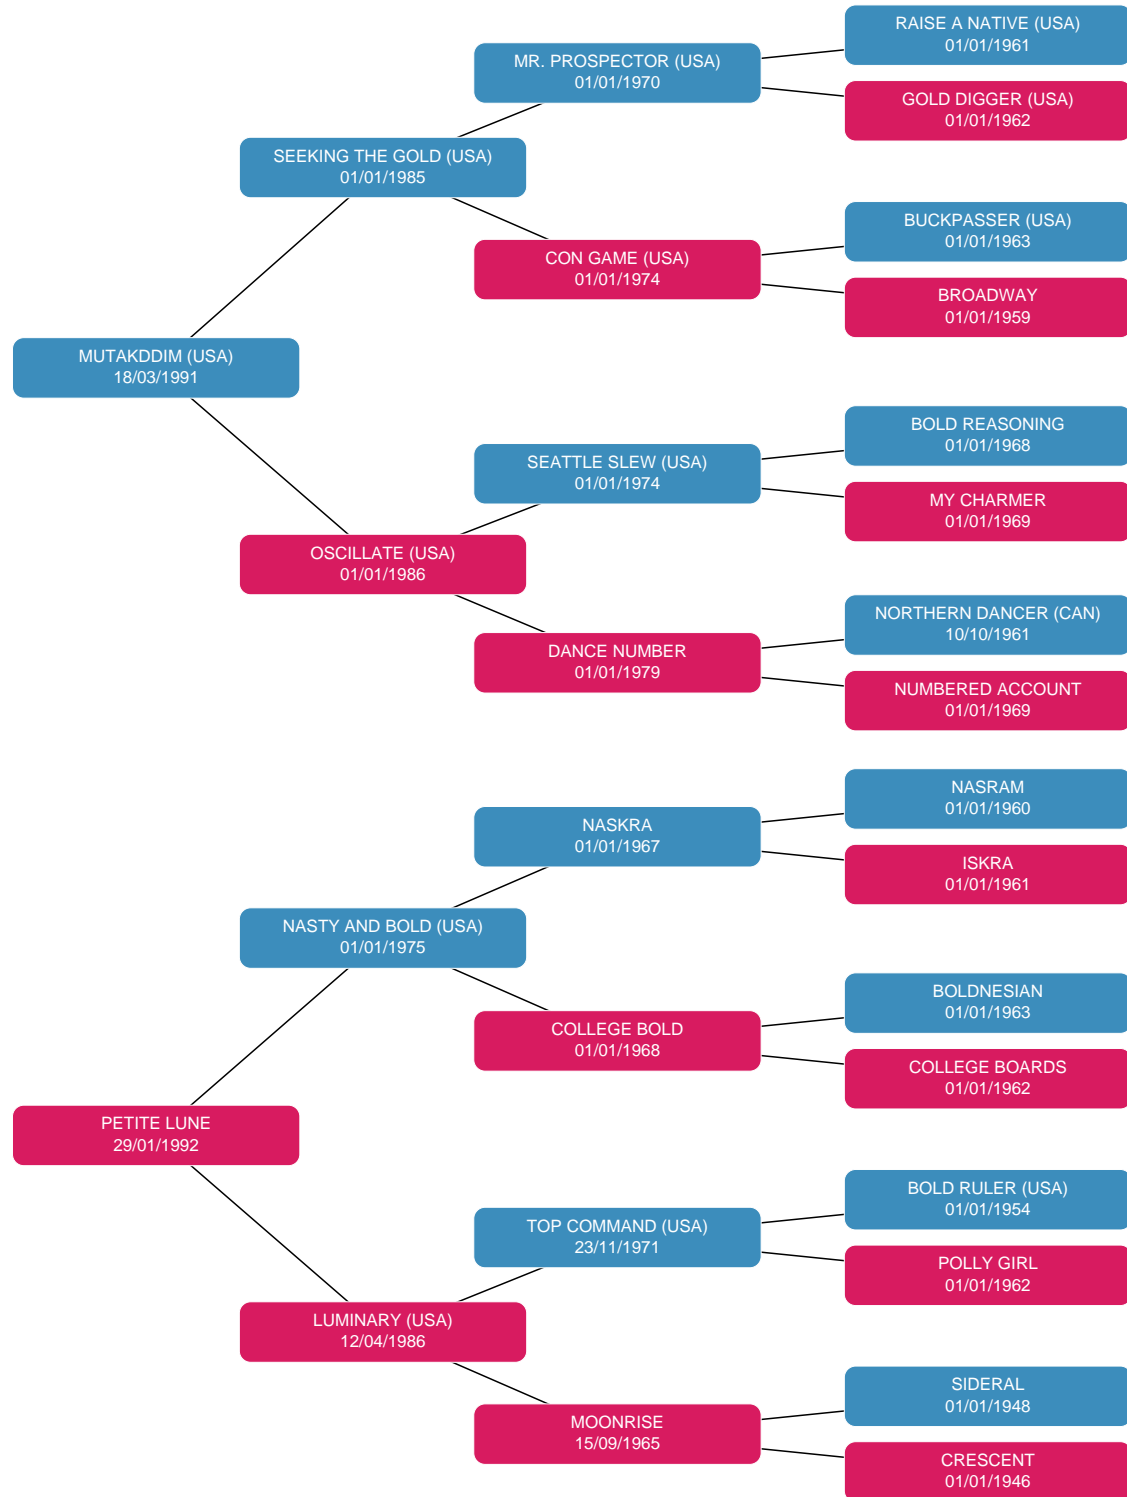 RAISE A NATIVE (USA)
01/01/1961
MR. PROSPECTOR (USA)
01/01/1970
GOLD DIGGER (USA)
01/01/1962
SEEKING THE GOLD (USA)
01/01/1985
BUCKPASSER (USA)
01/01/1963
CON GAME (USA)
01/01/1974
BROADWAY
01/01/1959
MUTAKDDIM (USA)
18/03/1991
BOLD REASONING
01/01/1968
SEATTLE SLEW (USA)
01/01/1974
MY CHARMER
01/01/1969
OSCILLATE (USA)
01/01/1986
NORTHERN DANCER (CAN)
10/10/1961
DANCE NUMBER
01/01/1979
NUMBERED ACCOUNT
01/01/1969
NASRAM
01/01/1960
NASKRA
01/01/1967
ISKRA
01/01/1961
NASTY AND BOLD (USA)
01/01/1975
BOLDNESIAN
01/01/1963
COLLEGE BOLD
01/01/1968
COLLEGE BOARDS
01/01/1962
PETITE LUNE
29/01/1992
BOLD RULER (USA)
01/01/1954
TOP COMMAND (USA)
23/11/1971
POLLY GIRL
01/01/1962
LUMINARY (USA)
12/04/1986
SIDERAL
01/01/1948
MOONRISE
15/09/1965
CRESCENT
01/01/1946